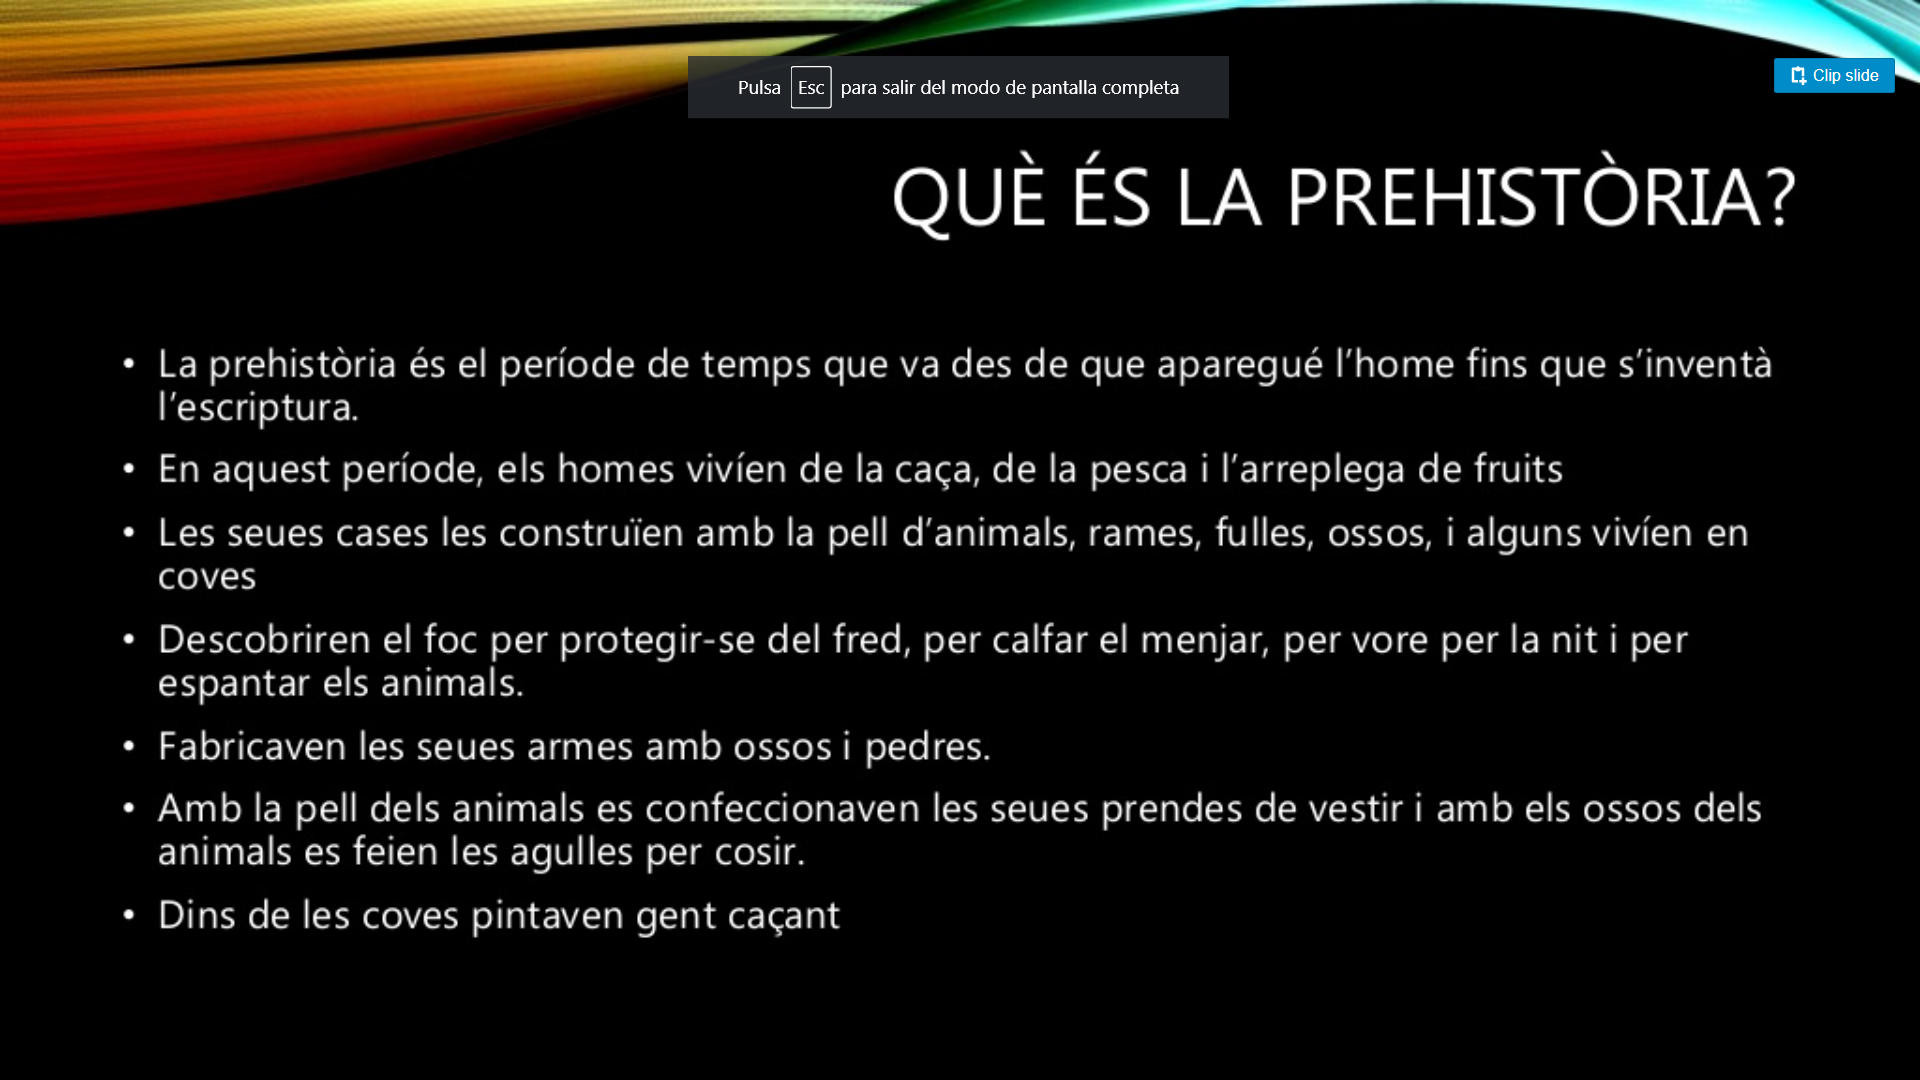 Pulsa Esc para salir del modo de pantalla completa
Clip slide
QUÈ ÉS LA PREHISTÒRIA?
• La prehistòria és el período de temps que va des de que aparegué l’home fins que s’inventà
l’escriptura.
• En aquest període, els homes vivíen de la caça, de la pesca i l’arreplega de fruits
• Les seues cases les construïen amb la pell d’animals, rames, fulles, ossos, i alguns vivíen en
coves
• Descobriren el foc per protegir-se del fred, per calfar el menjar, per vore per la nit i per
espantar els animals.
• Fabricaven les seues armes amb ossos i pedres.
• Amb la pell dels animals es confeccionaven les seues prendes de vestir i amb els ossos dels
animals es feien les agulles per cosir.
• Dins de les coves pintaven gent caçant